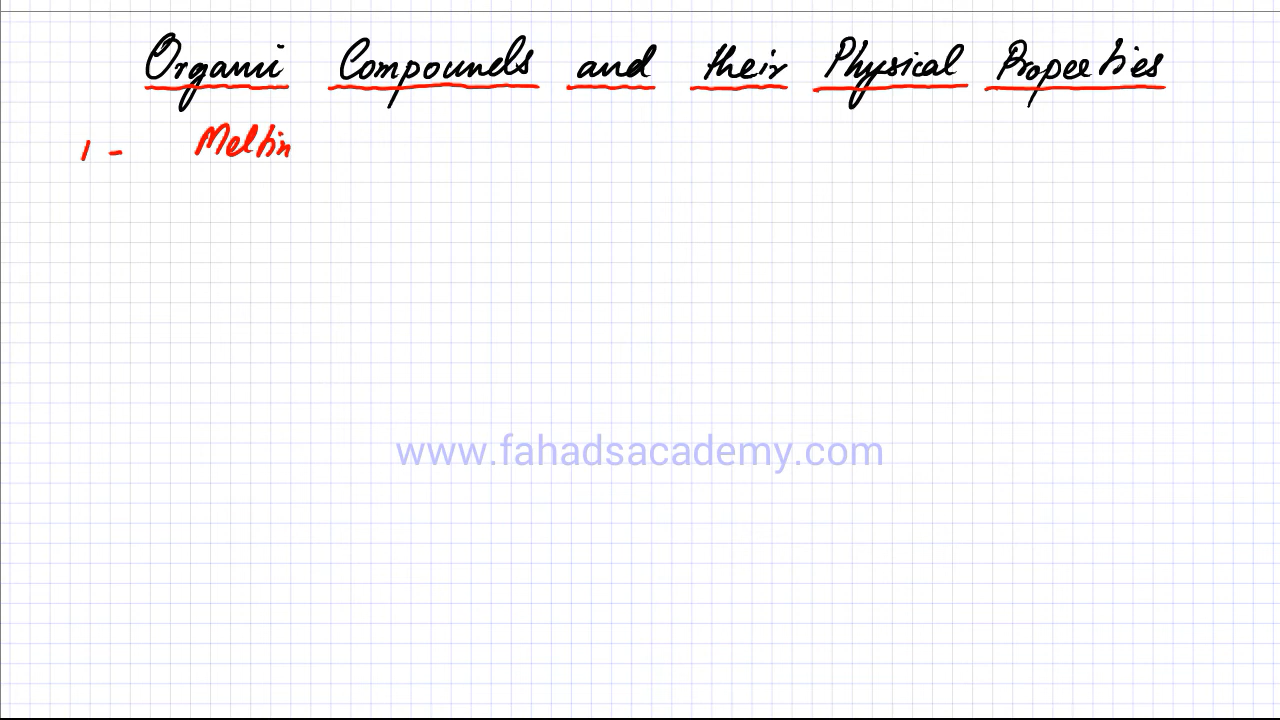 Organic Compounds and their Physical Properties
1 - Meltin
www.fahadsacademy.com